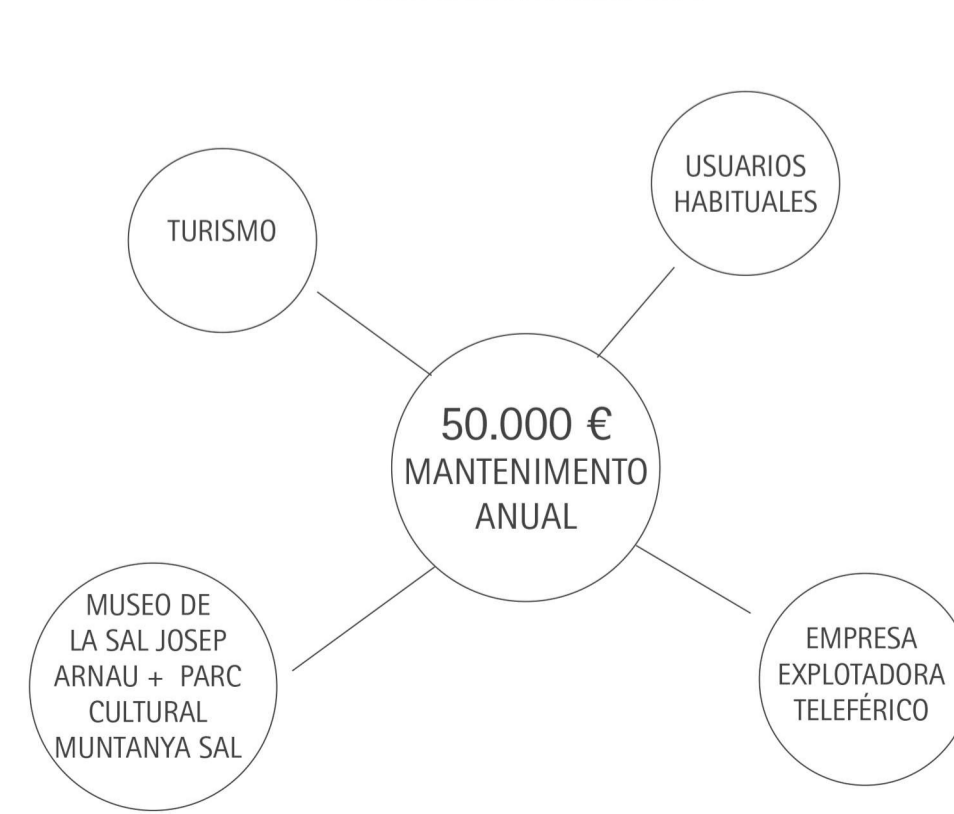 USUARIOS
HABITUALES
TURISMO
50.000 €
MANTENIMENTO
ANUAL
MUSEO DE
LA SAL JOSEP
ARNAU + PARC
CULTURAL
MUNTANYA SAL
EMPRESA
EXPLOTADORA
TELEFÉRICO